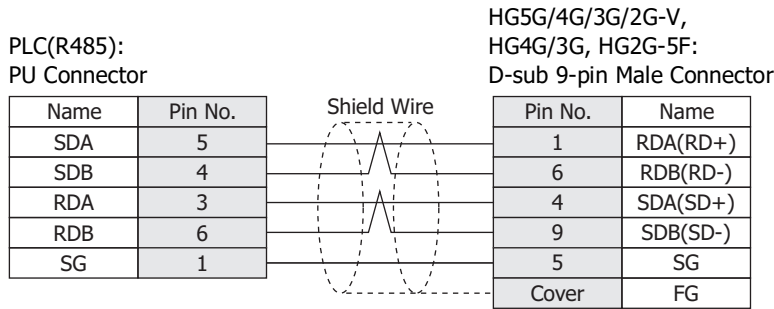 HG5G/4G/3G/2G-V,
PLC(R485): HG4G/3G, HG2G-5F:
PU Connector D-sub 9-pin Male Connector
Name Pin No. Shield Wire Pin No. Name
SDA 5 1 RDA(RD+)
SDB 4 6 RDB(RD-)
RDA 3 4 SDA(SD+)
RDB 6 9 SDB(SD-)
SG 1 5 SG
Cover FG